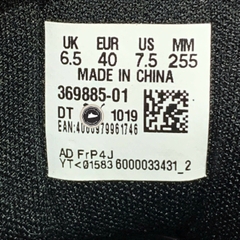 UK EUR US MM
6.5 40 7.5 255
MADE IN CHINA
369885-01
DT 1019
EAN:4060979961746
AD FrP4J
YT<01583 6000033431_2